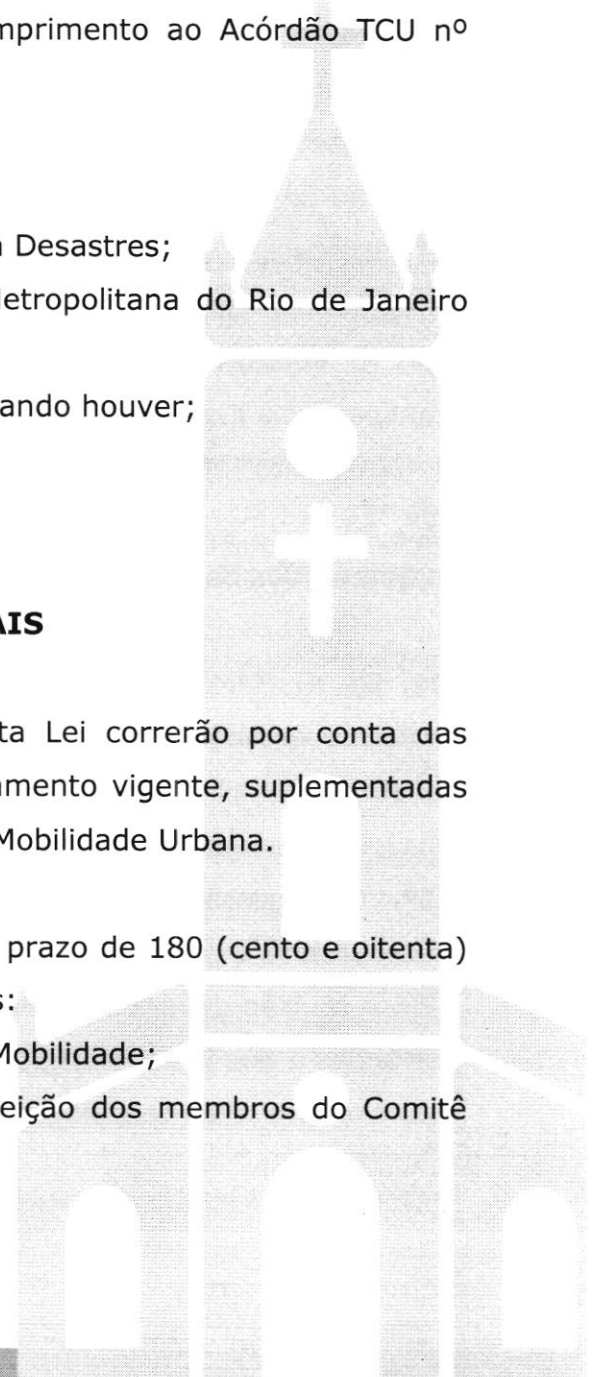 mprimento ao Acórdão TCU nº
Desastres;
etropolitana do Rio de Janeiro
ando houver;
AIS
ta Lei correrão por conta das
amento vigente, suplementadas
Mobilidade Urbana.
prazo de 180 (cento e oitenta)
s:
Mobilidade;
eição dos membros do Comitê